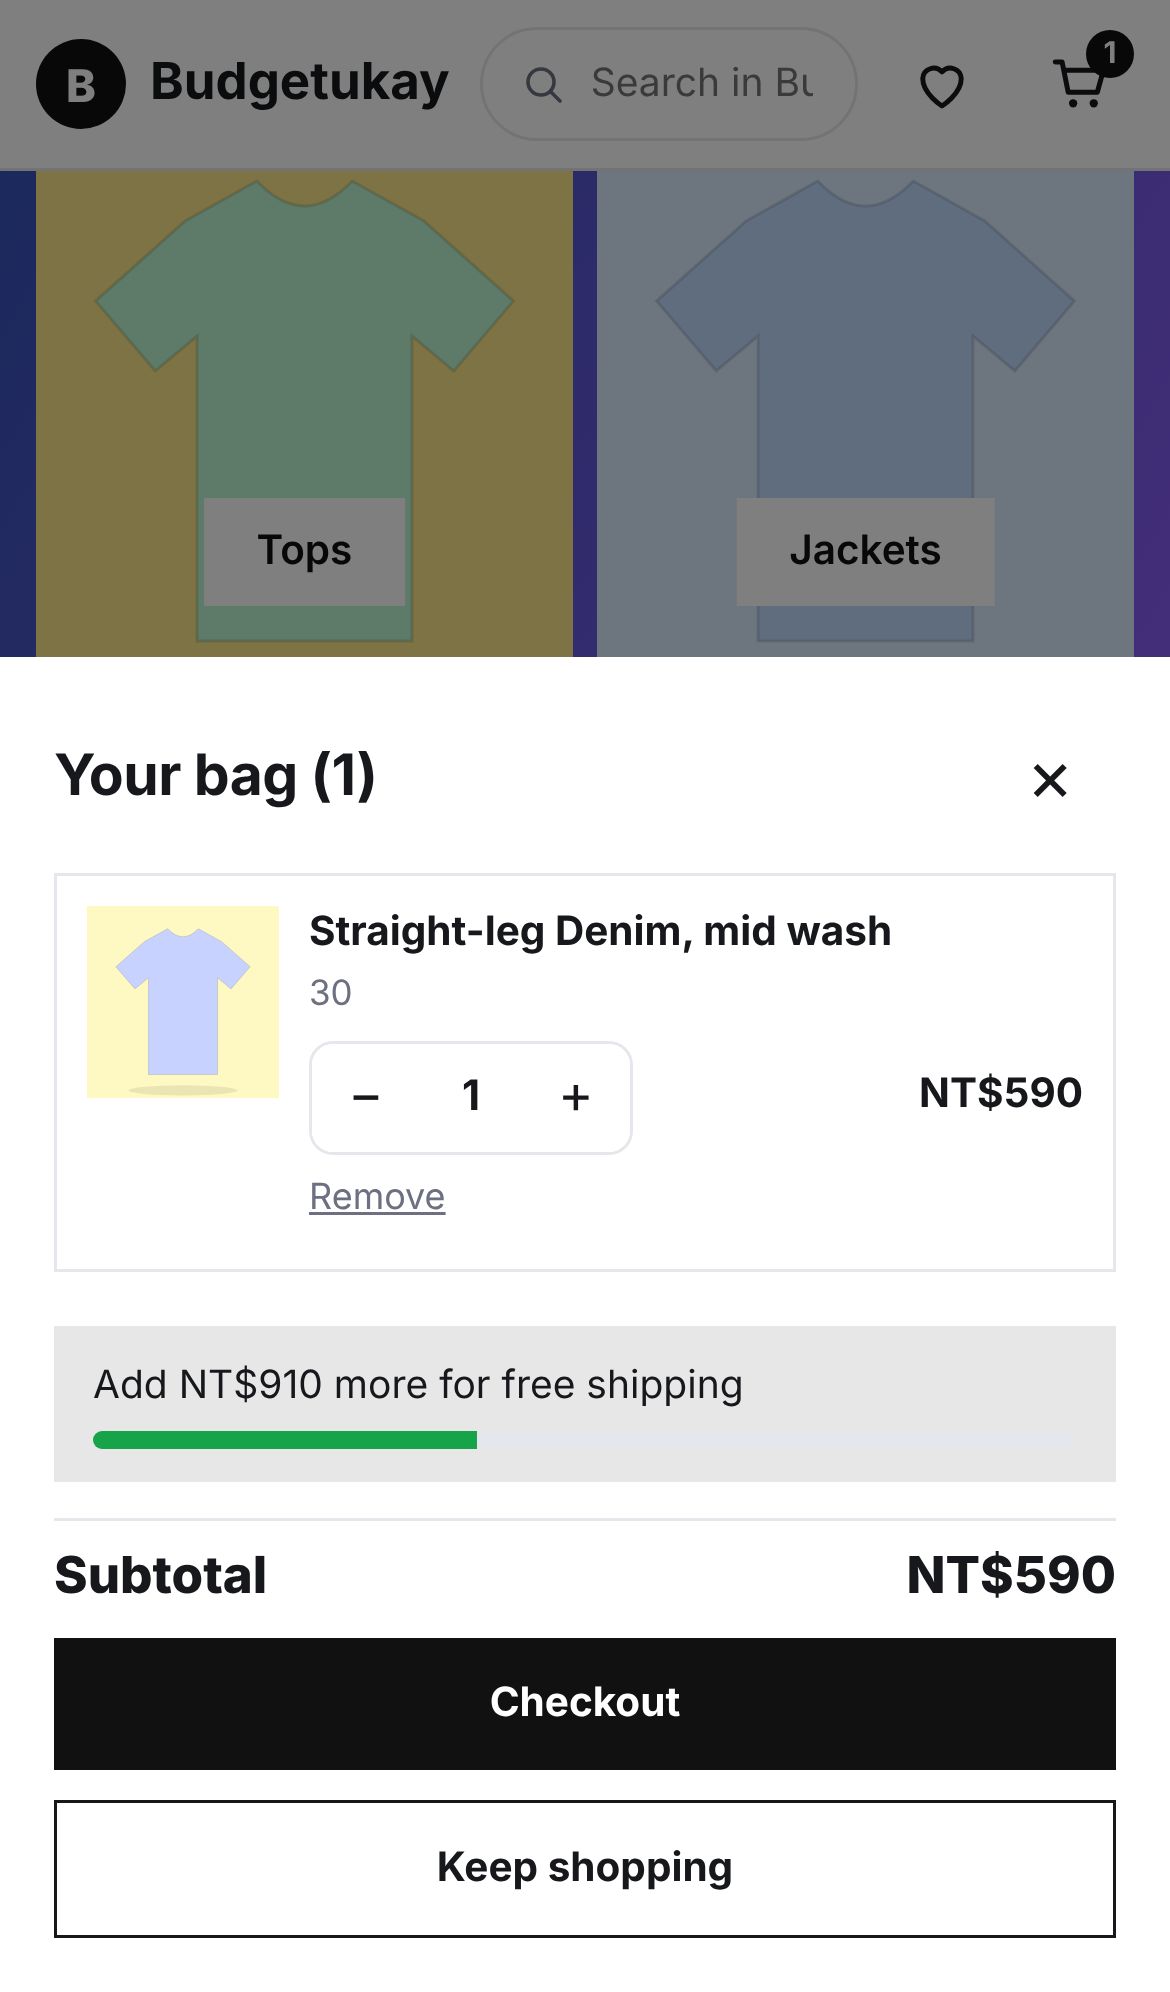 B Budgetukay Search in Bu 1
Tops
Jackets
Your bag (1)
Straight-leg Denim, mid wash
30
1
NT$590
Remove
Add NT$910 more for free shipping
Subtotal NT$590
Checkout
Keep shopping